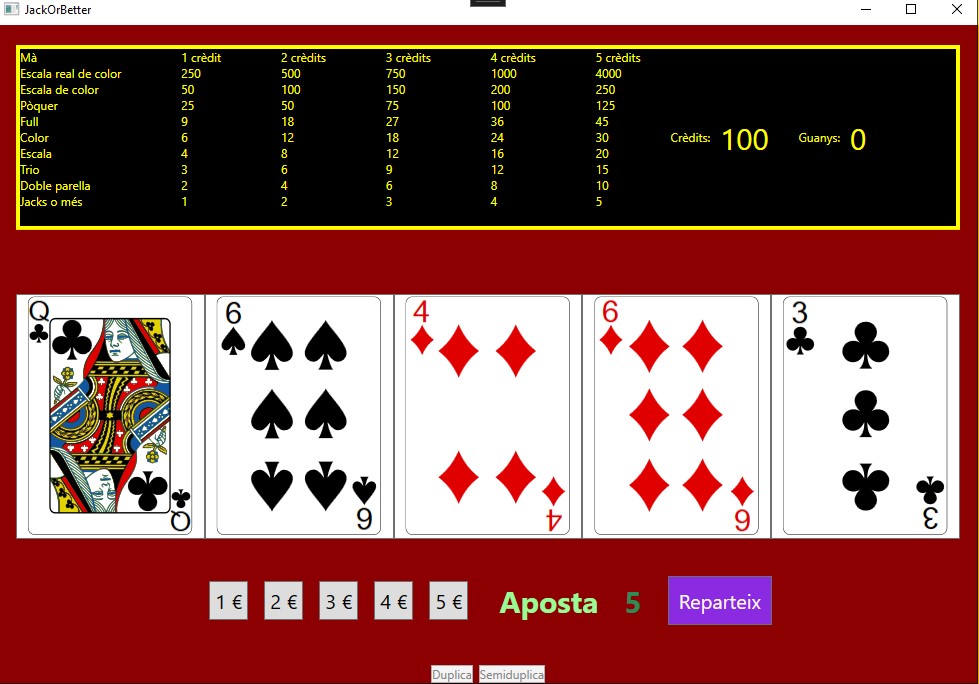 JackOrBetter
Mà 1 crèdit 2 crèdits 3 crèdits 4 crèdits 5 crèdits
Escala real de color 250 500 750 1000 4000
Escala de color 50 100 150 200 250
Pòquer 25 50 75 100 125
Full 9 18 27 36 45
Color 6 12 18 24 30
Escala 4 8 12 16 20
Trio 3 6 9 12 15
Doble parella 2 4 6 8 10
Jacks o més 1 2 3 4 5
Crèdits: 100 Guanys: 0
Q 6 4 6 3
Q 6 4 6 3
1 € 2 € 3 € 4 € 5 € Aposta 5 Reparteix
Duplica Semiduplica